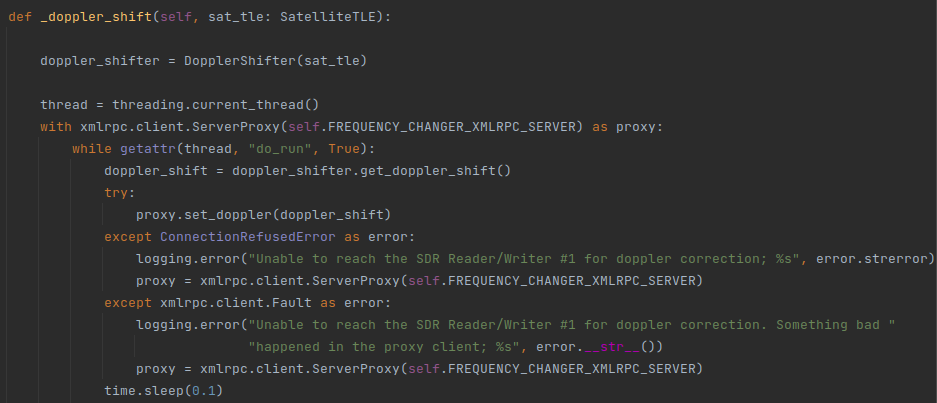 def _doppler_shift(self, sat_tle: SatelliteTLE):
doppler_shifter = DopplerShifter(sat_tle)
thread = threading.current_thread()
with xmlrpc.client.ServerProxy(self.FREQUENCY_CHANGER_XMLRPC_SERVER) as proxy:
while getattr(thread, "do_run", True):
doppler_shift = doppler_shifter.get_doppler_shift()
try:
proxy.set_doppler(doppler_shift)
except ConnectionRefusedError as error:
logging.error("Unable to reach the SDR Reader/Writer #1 for doppler correction; %s", error.strerror)
proxy = xmlrpc.client.ServerProxy(self.FREQUENCY_CHANGER_XMLRPC_SERVER)
except xmlrpc.client.Fault as error:
logging.error("Unable to reach the SDR Reader/Writer #1 for doppler correction. Something bad "
"happened in the proxy client; %s", error.__str__())
proxy = xmlrpc.client.ServerProxy(self.FREQUENCY_CHANGER_XMLRPC_SERVER)
time.sleep(0.1)